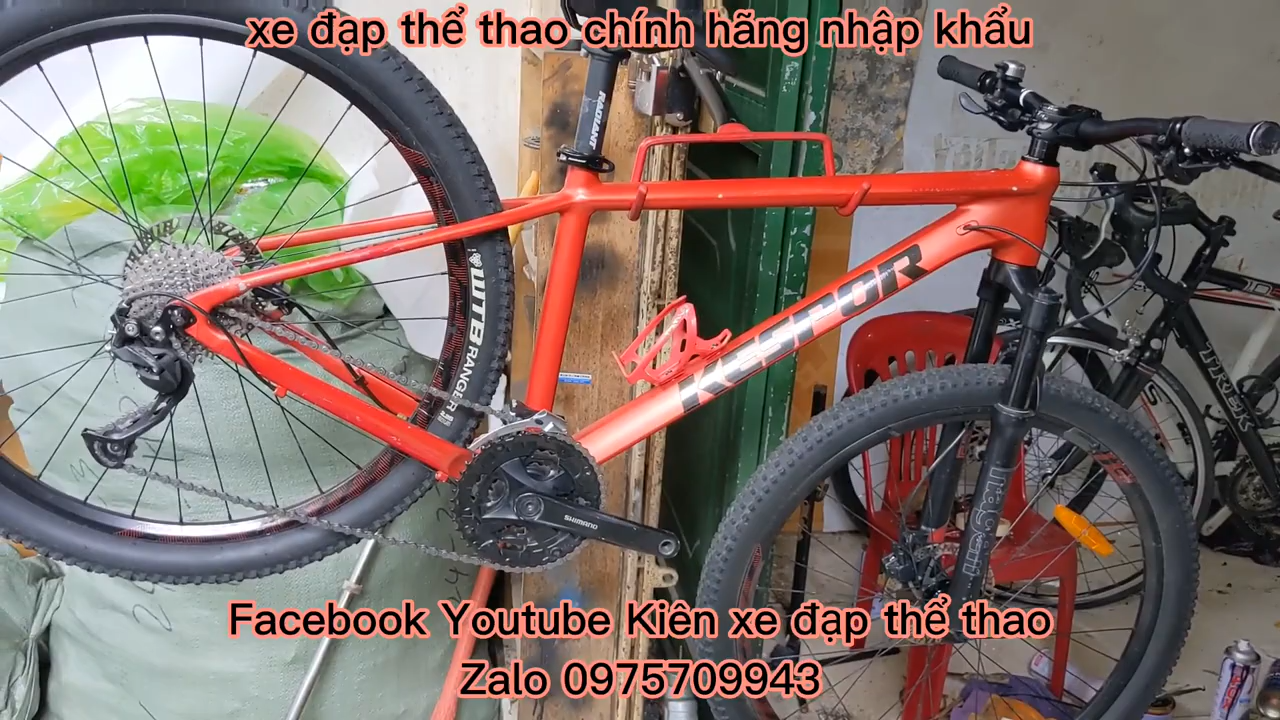 xe đạp thể thao chính hãng nhập khẩu
RADIANT
KESPOR
WTB RANGER
TREK
SHIMANO
Facebook Youtube Kiên xe đạp thể thao
Zalo 0975709943